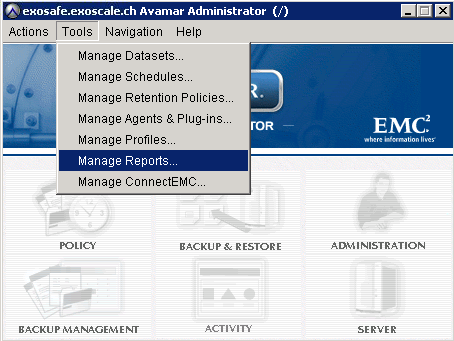 exosafe.exoscale.ch Avamar Administrator (/)
Actions Tools Navigation Help
Manage Datasets...
Manage Schedules...
Manage Retention Policies...
Manage Agents & Plug-ins...
Manage Profiles...
Manage Reports...
Manage ConnectEMC...
R.
TOR
EMC²
where information lives®
POLICY
BACKUP & RESTORE
ADMINISTRATION
BACKUP MANAGEMENT
ACTIVITY
SERVER